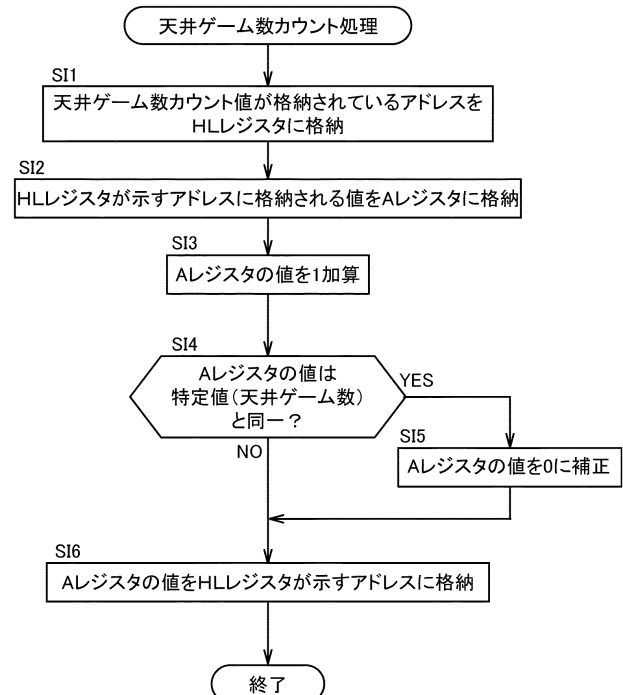 天井ゲーム数カウント処理
SI1
天井ゲーム数カウント値が格納されているアドレスを
HLレジスタに格納
SI2
HLレジスタが示すアドレスに格納される値をAレジスタに格納
SI3
Aレジスタの値を1加算
SI4
Aレジスタの値は
特定値(天井ゲーム数)
と同一？
YES
NO
SI5
Aレジスタの値を0に補正
SI6
Aレジスタの値をHLレジスタが示すアドレスに格納
終了